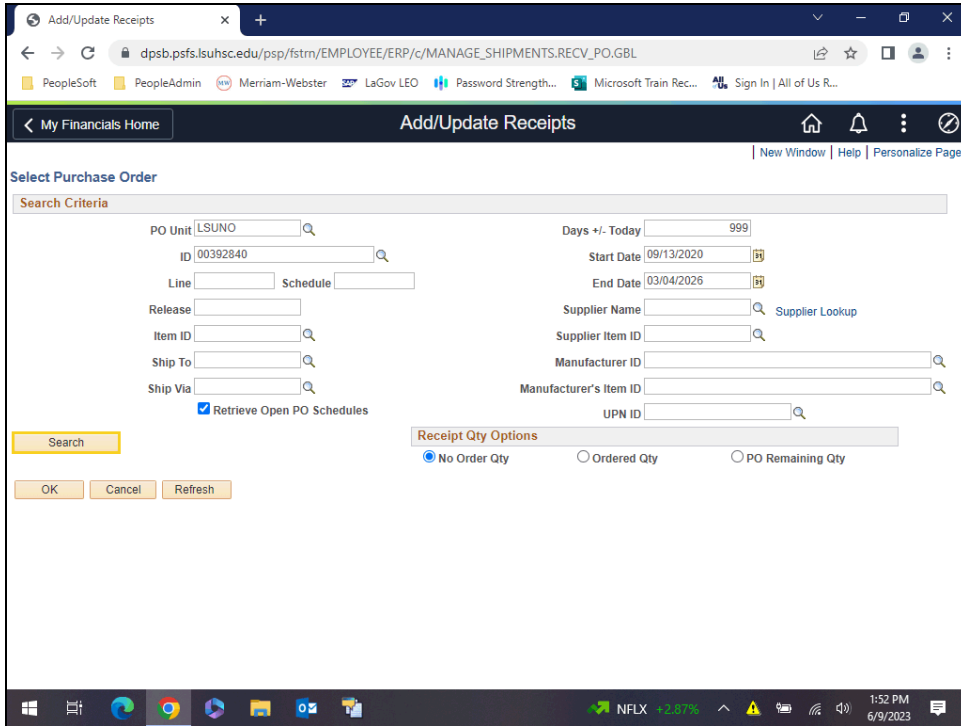 Add/Update Receipts
dpsb.psfs.lsuhsc.edu/psp/fstrn/EMPLOYEE/ERP/c/MANAGE_SHIPMENTS.RECV_PO.GBL
PeopleSoft PeopleAdmin MW Merriam-Webster SAP LaGov LEO Password Strength... S Microsoft Train Rec... All of Us Sign In | All of Us R...
My Financials Home Add/Update Receipts
New Window | Help | Personalize Page
Select Purchase Order
Search Criteria
PO Unit LSUNO Days +/- Today 999
ID 00392840 Start Date 09/13/2020
Line Schedule End Date 03/04/2026
Release Supplier Name Supplier Lookup
Item ID Supplier Item ID
Ship To Manufacturer ID
Ship Via Manufacturer's Item ID
Retrieve Open PO Schedules UPN ID
Search Receipt Qty Options
No Order Qty Ordered Qty PO Remaining Qty
OK Cancel Refresh
NFLX +2.87% 1:52 PM
6/9/2023